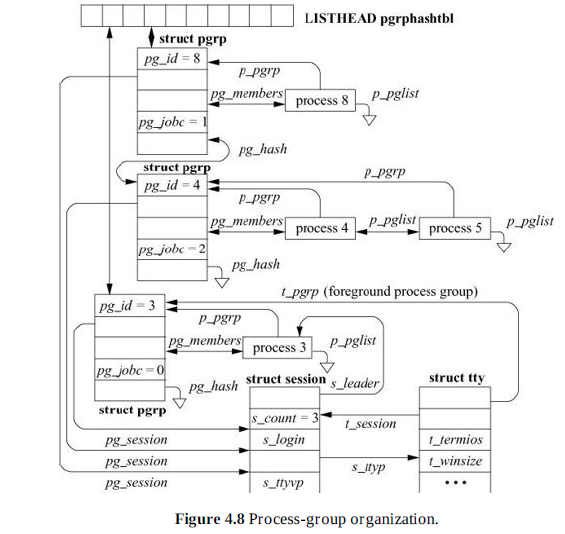 LISTHEAD pgrphashtbl
struct pgrp
pg_id = 8
p_pgrp
pg_members
process 8
p_pglist
pg_jobc = 1
pg_hash
struct pgrp
pg_id = 4
p_pgrp
p_pgrp
pg_members
process 4
p_pglist
process 5
p_pglist
pg_jobc = 2
pg_hash
t_pgrp (foreground process group)
pg_id = 3
p_pgrp
pg_members
process 3
p_pglist
pg_jobc = 0
pg_hash
struct session
s_leader
struct tty
struct pgrp
s_count = 3
t_session
pg_session
s_login
t_termios
pg_session
s_ttyp
t_winsize
pg_session
s_ttyvp
•••
Figure 4.8 Process-group organization.